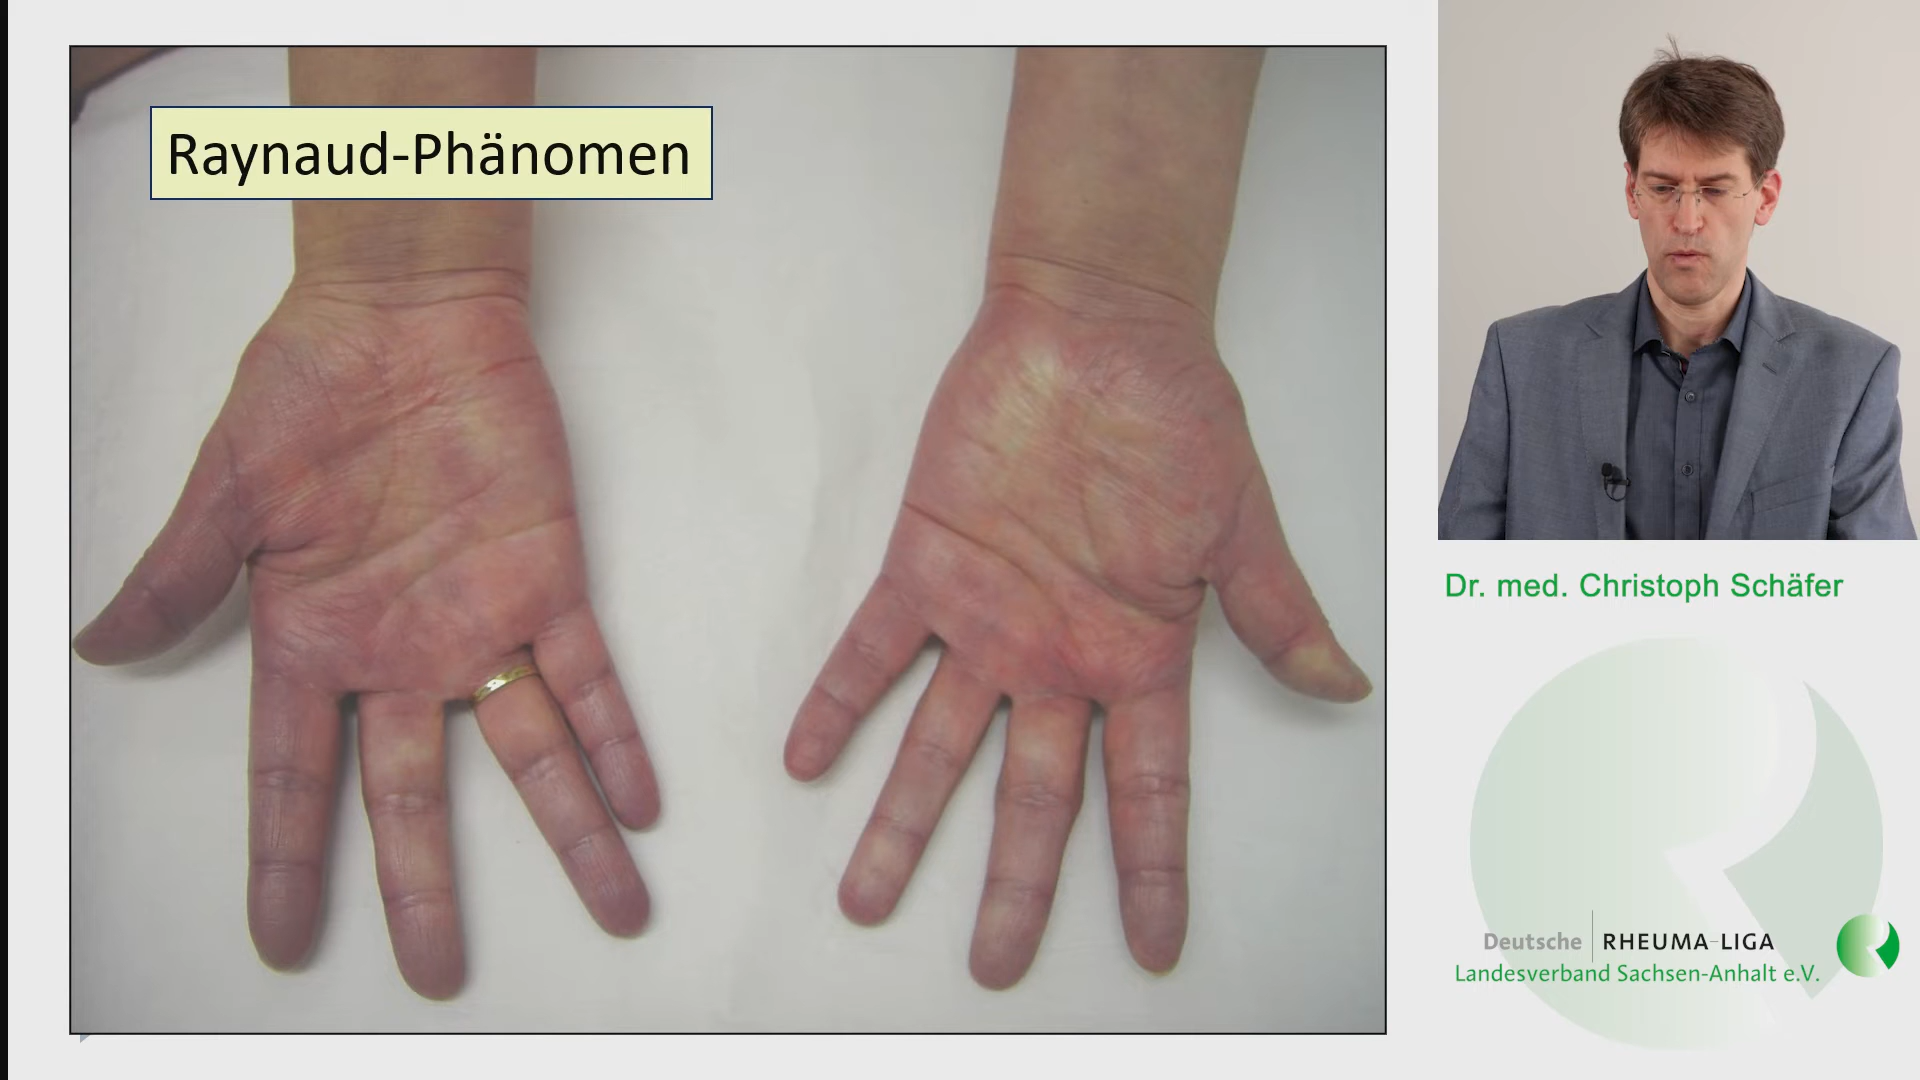 Raynaud-Phänomen
Dr. med. Christoph Schäfer
Deutsche RHEUMA-LIGA
Landesverband Sachsen-Anhalt e.V.